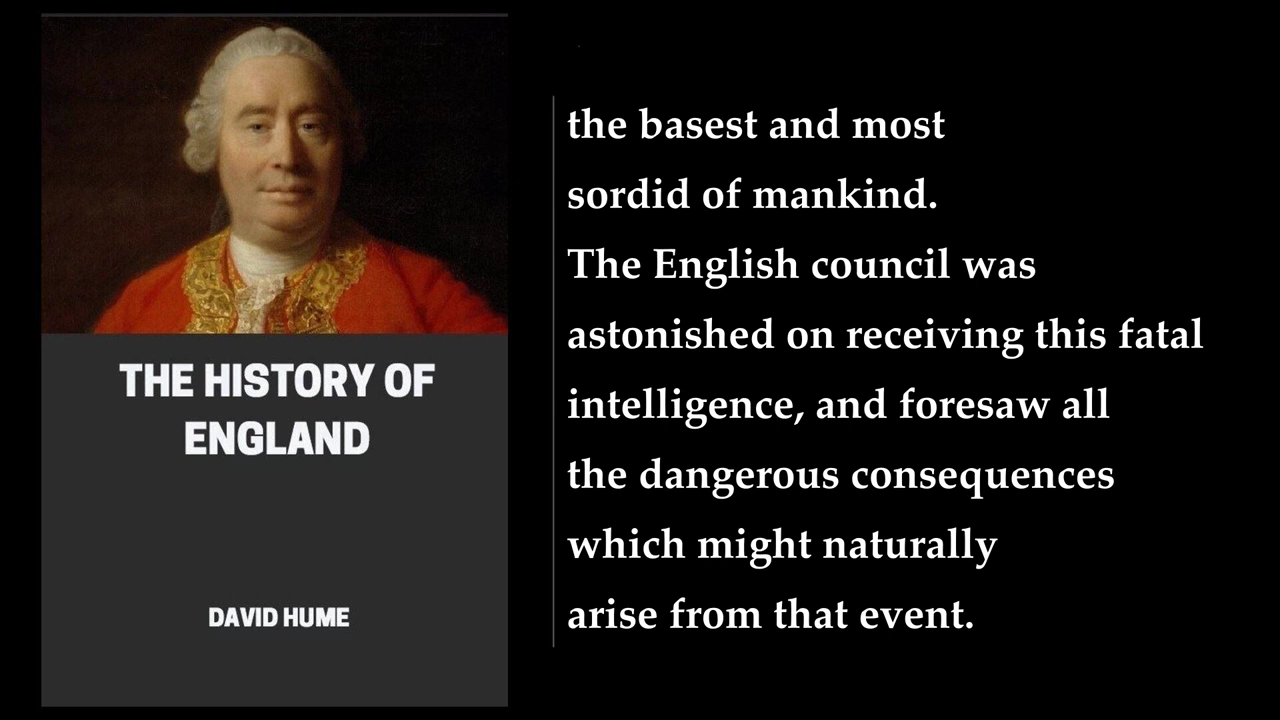 THE HISTORY OF
ENGLAND
DAVID HUME
the basest and most
sordid of mankind.
The English council was
astonished on receiving this fatal
intelligence, and foresaw all
the dangerous consequences
which might naturally
arise from that event.